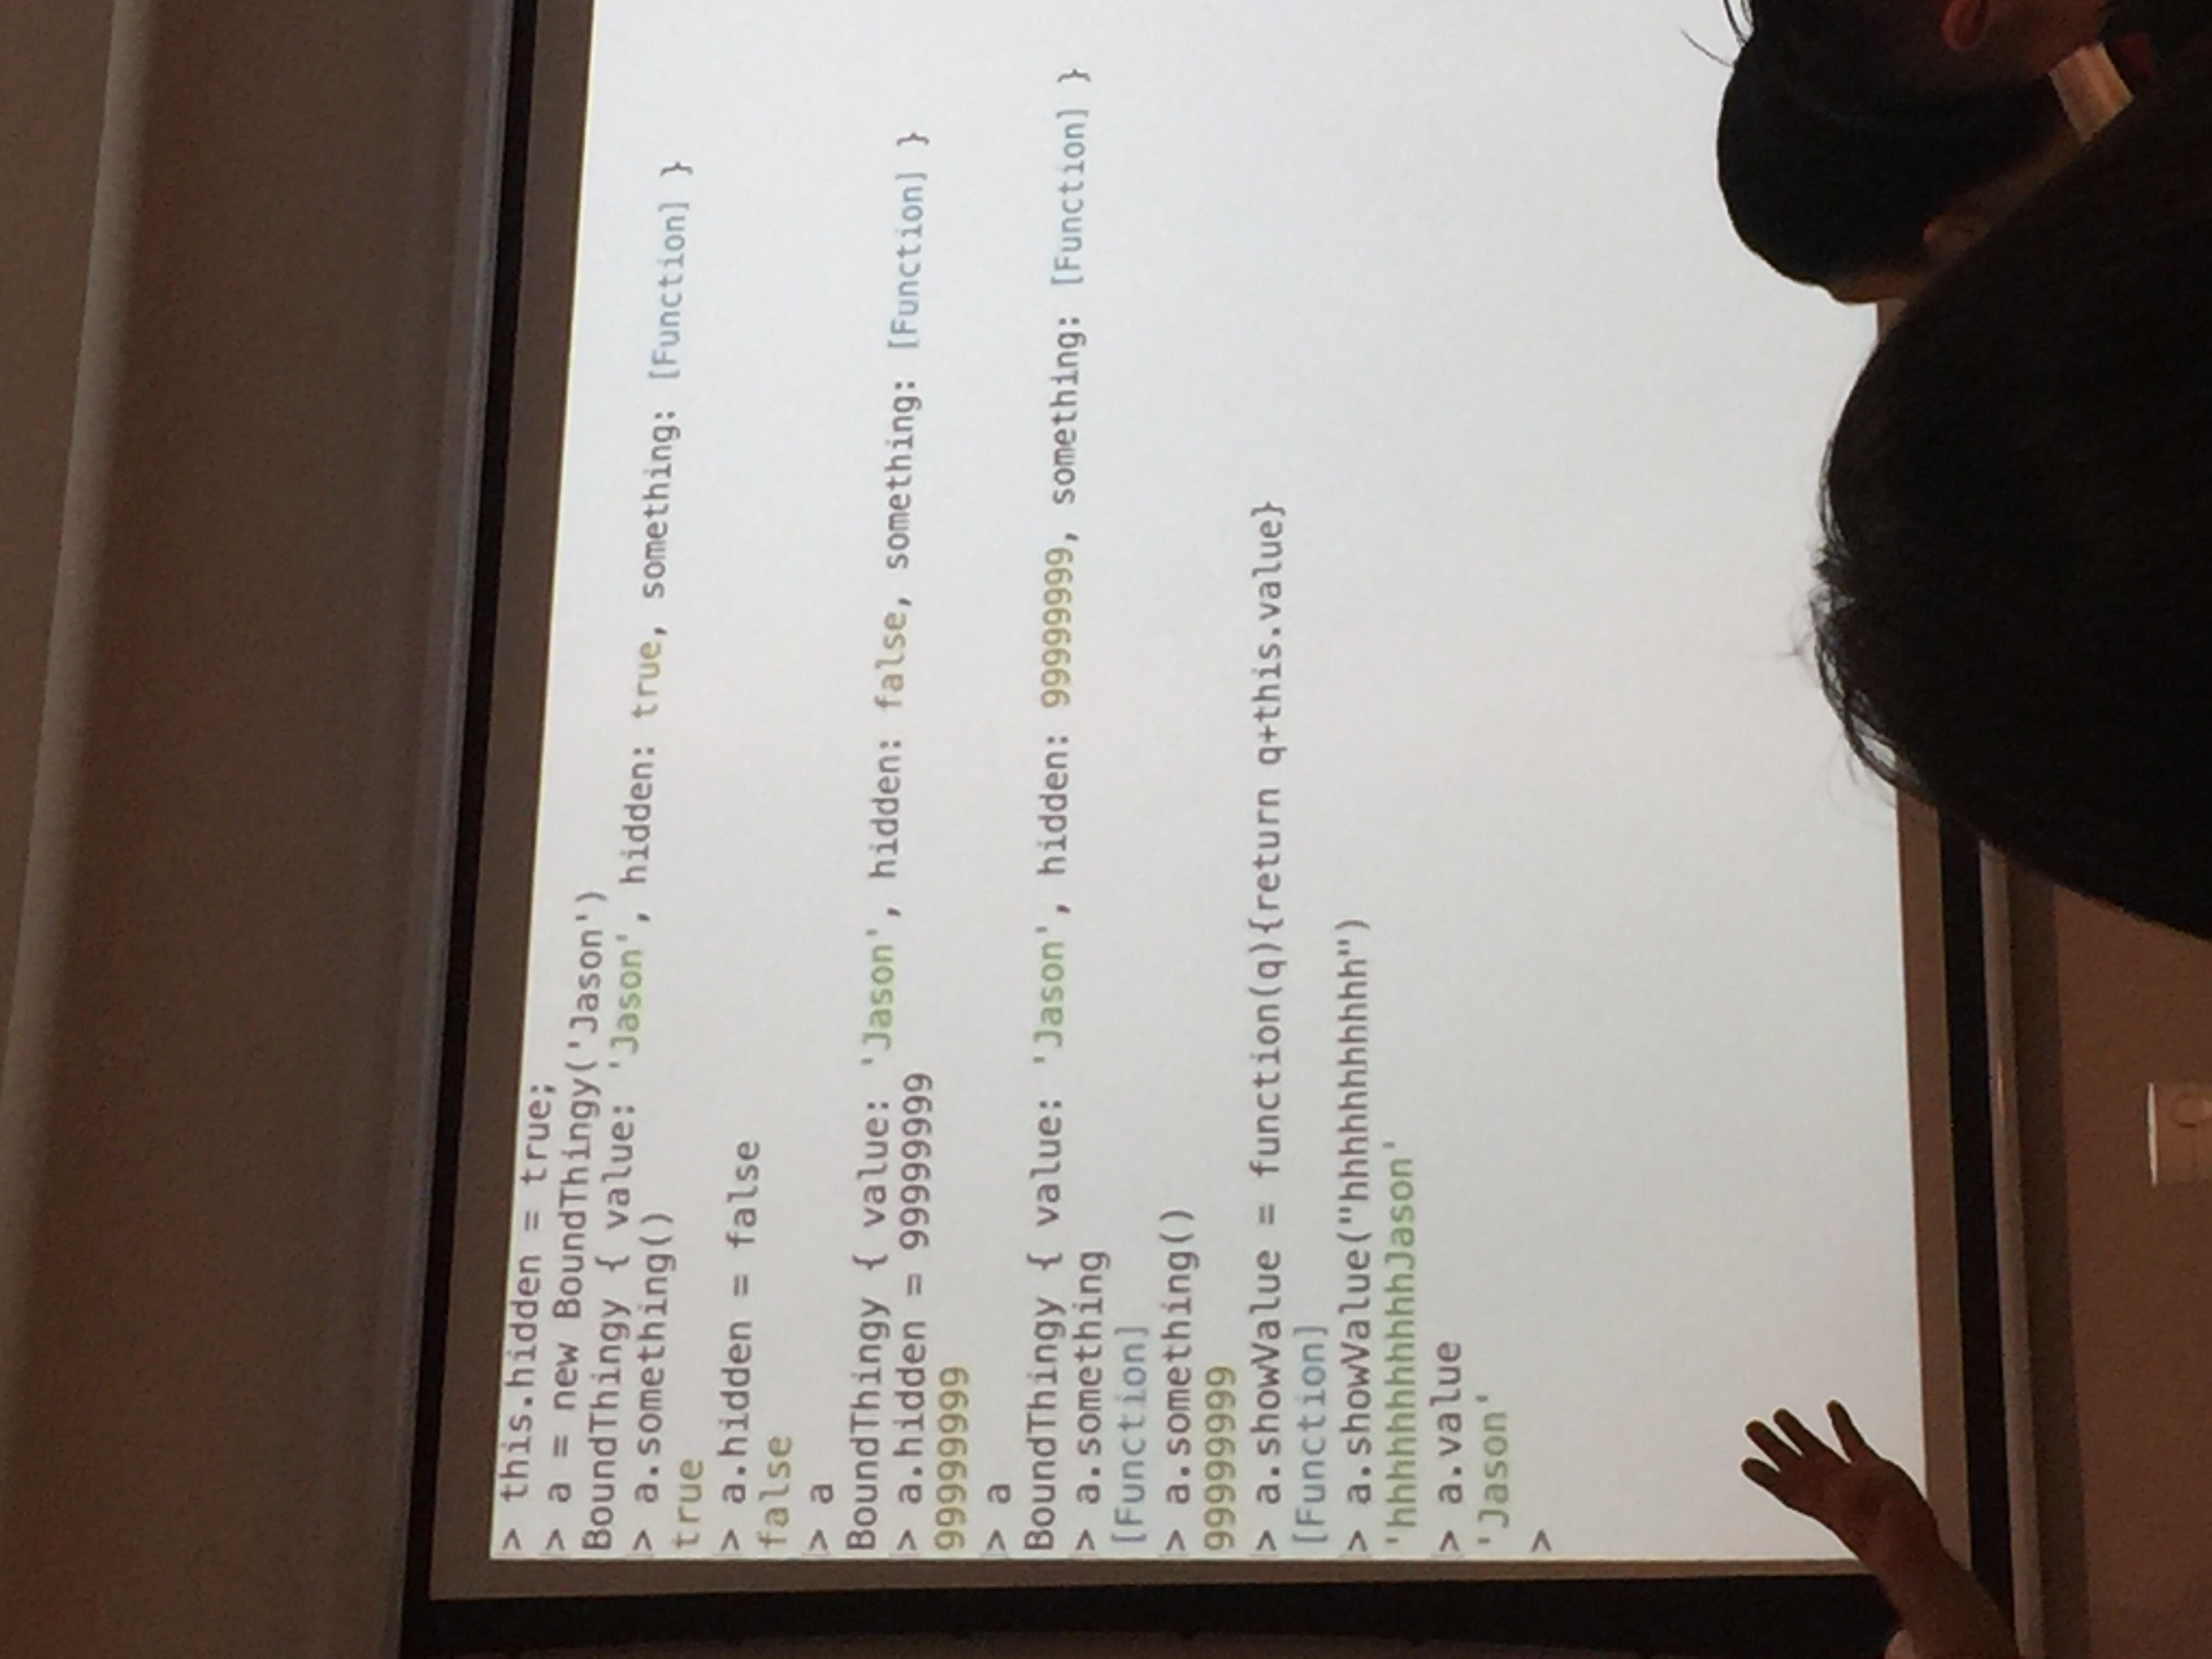 > this.hidden = true;
> a = new BoundThingy('Jason')
BoundThingy { value: 'Jason', hidden: true, something: [Function] }
> a.something()
true
> a.hidden = false
false
> a
BoundThingy { value: 'Jason', hidden: false, something: [Function] }
> a.hidden = 99999999
99999999
> a
BoundThingy { value: 'Jason', hidden: 99999999, something: [Function] }
> a.something
[Function]
> a.something()
99999999
> a.showValue = function(q){return q+this.value}
[Function]
> a.showValue("hhhhhhhhhhhh")
'hhhhhhhhhhhhJason'
> a.value
'Jason'
>